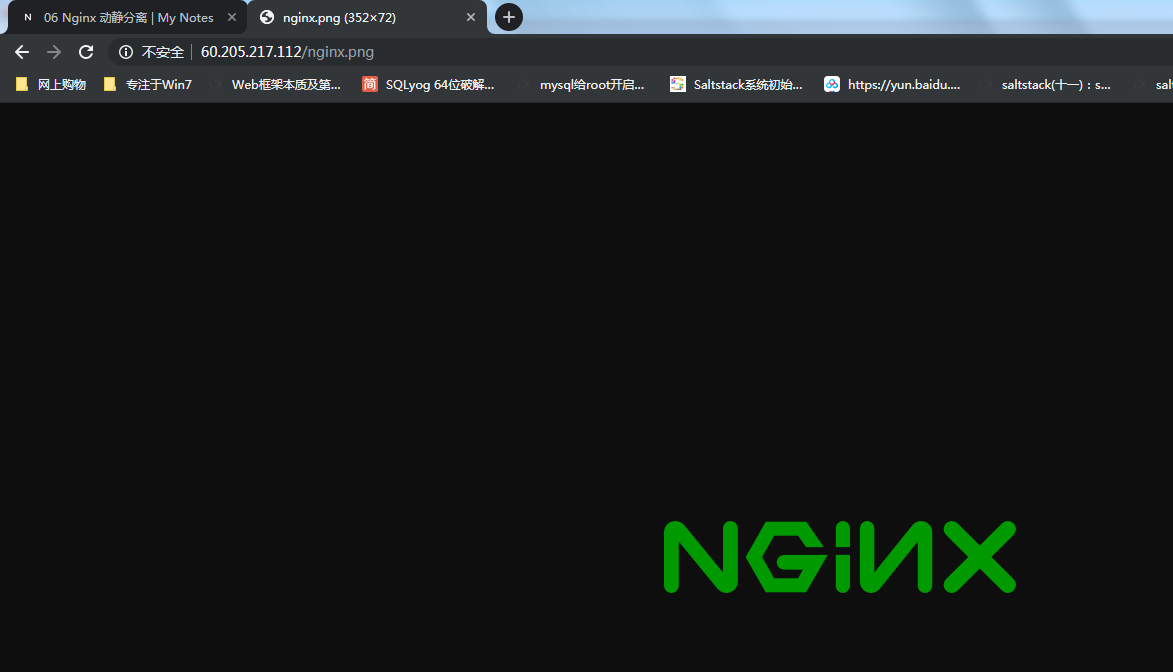 N 06 Nginx 动静分离 | My Notes nginx.png (352×72)
不安全 60.205.217.112/nginx.png
网上购物 专注于Win7 Web框架本质及第... 简 SQLyog 64位破解... mysql给root开启... Saltstack系统初始... https://yun.baidu.... saltstack(十一)：s... salt
NGiNX